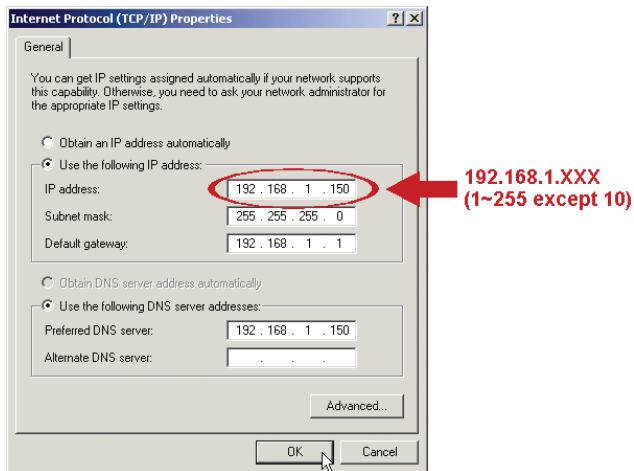 Internet Protocol (TCP/IP) Properties
General
You can get IP settings assigned automatically if your network supports
this capability. Otherwise, you need to ask your network administrator for
the appropriate IP settings.
Obtain an IP address automatically
Use the following IP address:
IP address: 192 . 168 . 1 . 150
192.168.1.XXX
(1~255 except 10)
Subnet mask: 255 . 255 . 255 . 0
Default gateway: 192 . 168 . 1 . 1
Obtain DNS server address automatically
Use the following DNS server addresses:
Preferred DNS server: 192 . 168 . 1 . 150
Alternate DNS server: . . .
Advanced...
OK Cancel